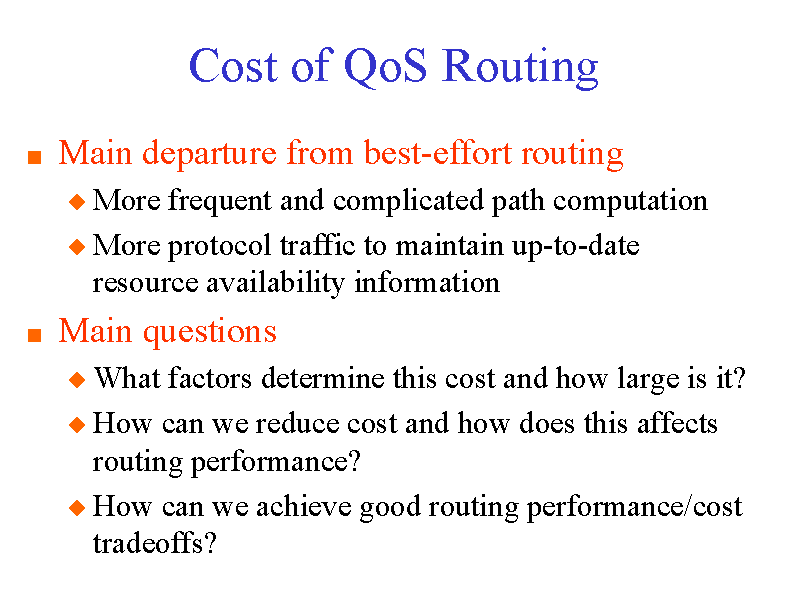 Cost of QoS Routing
Main departure from best-effort routing
More frequent and complicated path computation
More protocol traffic to maintain up-to-date
resource availability information
Main questions
What factors determine this cost and how large is it?
How can we reduce cost and how does this affects
routing performance?
How can we achieve good routing performance/cost
tradeoffs?